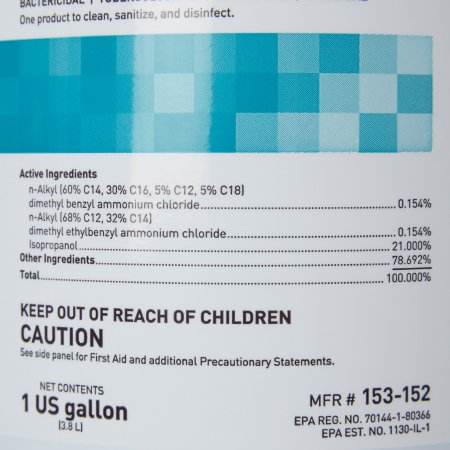 BACTERICIDAL
One product to clean, sanitize, and disinfect.
Active Ingredients
n-Alkyl (60% C14, 30% C16, 5% C12, 5% C18)
dimethyl benzyl ammonium chloride 0.154%
n-Alkyl (68% C12, 32% C14)
dimethyl ethylbenzyl ammonium chloride 0.154%
Isopropanol 21.000%
Other Ingredients 78.692%
Total 100.000%
KEEP OUT OF REACH OF CHILDREN
CAUTION
See side panel for First Aid and additional Precautionary Statements.
NET CONTENTS
1 US gallon
(3.8 L)
MFR # 153-152
EPA REG. NO. 70144-1-80366
EPA EST. NO. 1130-IL-1